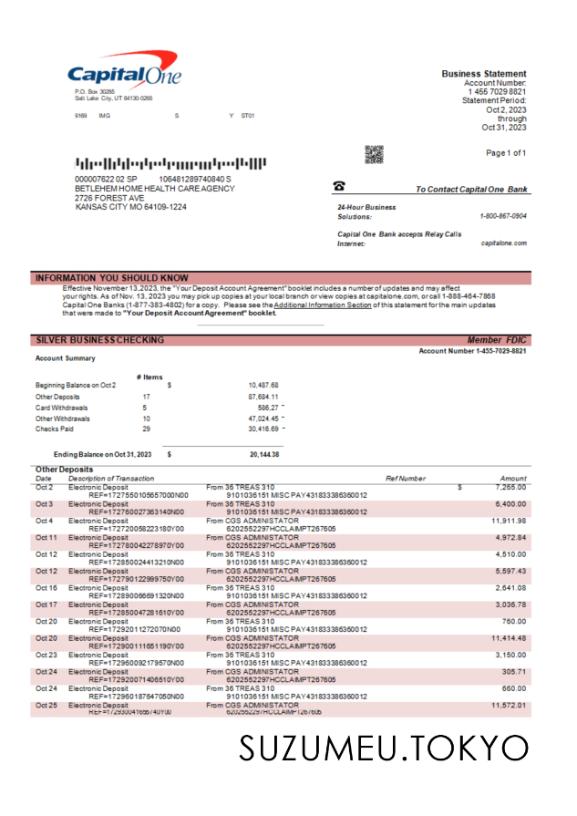 Capital One
P.O. Box 30285
Salt Lake City, UT 84130-0288
9169 IMG S Y ST01
Business Statement
Account Number:
1 455 7029 8821
Statement Period:
Oct 2, 2023
through
Oct 31, 2023
Page 1 of 1
000007622 02 SP 106481289740840 S
BETLEHEM HOME HEALTH CARE AGENCY
2726 FOREST AVE
KANSAS CITY MO 64109-1224
To Contact Capital One Bank
24-Hour Business
Solutions: 1-800-867-0904
Capital One Bank accepts Relay Calls
Internet: capitalone.com
INFORMATION YOU SHOULD KNOW
Effective November 13,2023, the "Your Deposit Account Agreement" booklet includes a number of updates and may affect
your rights. As of Nov. 13, 2023 you may pick up copies at your local branch or view copies at capitalone.com, or call 1-888-464-7868
Capital One Banks (1-877-383-4802) for a copy. Please see the Additional Information Section of this statement for the main updates
that were made to "Your Deposit Account Agreement" booklet.
SILVER BUSINESS CHECKING Member FDIC
Account Number 1-455-7029-8821
Account Summary
# Items
Beginning Balance on Oct 2 $ 10,487.68
Other Deposits 17 87,684.11
Card Withdrawals 5 586,27 -
Other Withdrawals 10 47,024.45 -
Checks Paid 29 30,416.69 -
Ending Balance on Oct 31, 2023 $ 20,144.38
Other Deposits
Date Description of Transaction Ref Number Amount
Oct 2 Electronic Deposit From 36 TREAS 310 $ 7,255.00
REF=1727550105657000N00 9101036151 MISC PAY431833386360012
Oct 3 Electronic Deposit From 36 TREAS 310 6,400.00
REF=172760027363140N00 9101036151 MISC PAY431833386360012
Oct 4 Electronic Deposit From CGS ADMINISTATOR 11,911.98
REF=172720058223180Y00 6202552297HCCLAIMPT267605
Oct 11 Electronic Deposit From CGS ADMINISTATOR 4,972.84
REF=172780042278970Y00 6202552297HCCLAIMPT267605
Oct 12 Electronic Deposit From 36 TREAS 310 4,510.00
REF=172850024413210N00 9101036151 MISC PAY431833386360012
Oct 12 Electronic Deposit From CGS ADMINISTATOR 5,597.43
REF=172790122999750Y00 6202552297HCCLAIMPT267605
Oct 16 Electronic Deposit From 36 TREAS 310 2,641.08
REF=172890066691320N00 9101036151 MISC PAY431833386360012
Oct 17 Electronic Deposit From CGS ADMINISTATOR 3,036.78
REF=172850047281610Y00 6202552297HCCLAIMPT267605
Oct 20 Electronic Deposit From 36 TREAS 310 760.00
REF=172920112720​70N00 9101036151 MISC PAY431833386360012
Oct 20 Electronic Deposit From CGS ADMINISTATOR 11,414.48
REF=172900111651190Y00 6202552297HCCLAIMPT267605
Oct 23 Electronic Deposit From 36 TREAS 310 3,150.00
REF=172960092179570N00 9101036151 MISC PAY431833386360012
Oct 24 Electronic Deposit From CGS ADMINISTATOR 305.71
REF=172920071406510Y00 6202552297HCCLAIMPT267605
Oct 24 Electronic Deposit From 36 TREAS 310 660.00
REF=172960187647050N00 9101036151 MISC PAY431833386360012
Oct 25 Electronic Deposit From CGS ADMINISTATOR 11,572.01
REF=172930041656740Y00 6202552297HCCLAIMPT267605
SUZUMEU.TOKYO